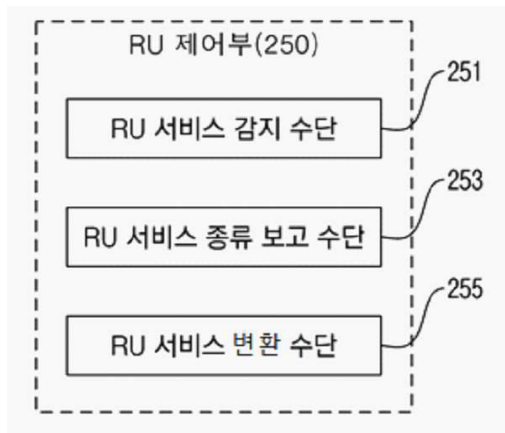 RU 제어부(250)
251
RU 서비스 감지 수단
253
RU 서비스 종류 보고 수단
255
RU 서비스 변환 수단